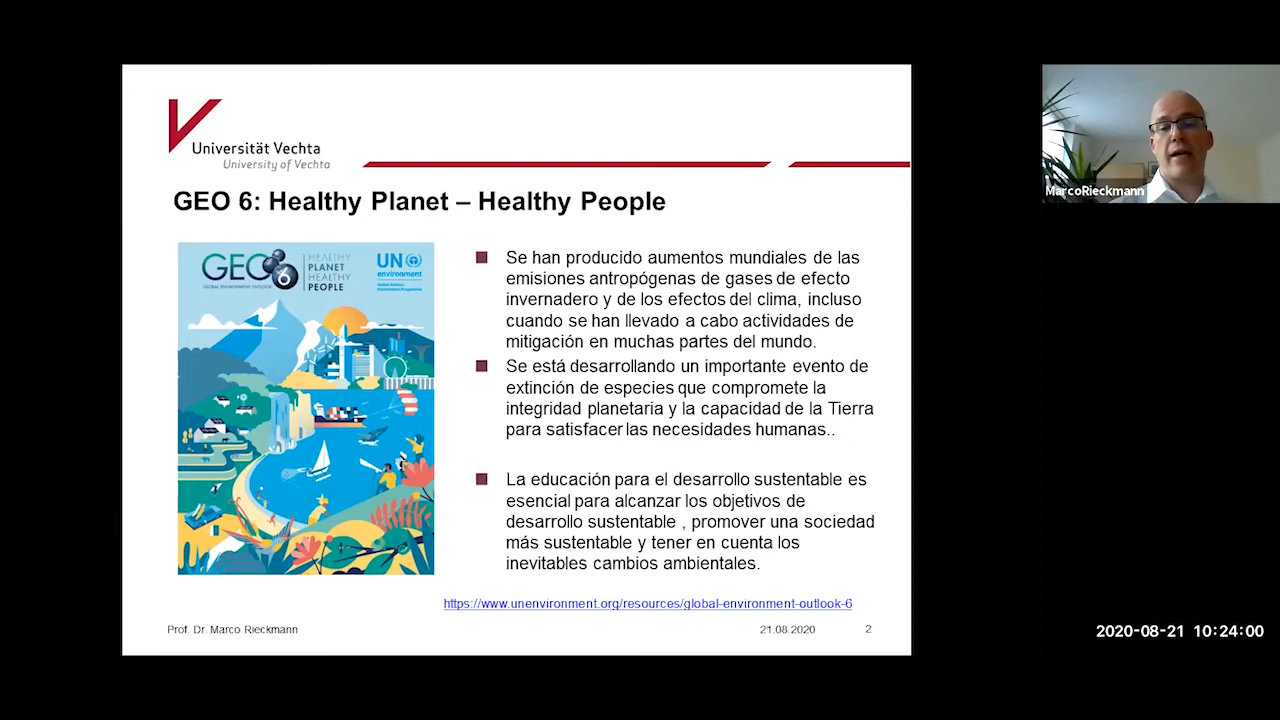 Universität Vechta
University of Vechta
GEO 6: Healthy Planet – Healthy People
GEO 6
GLOBAL ENVIRONMENT OUTLOOK
HEALTHY
PLANET
HEALTHY
PEOPLE
UN
environment
Se han producido aumentos mundiales de las
emisiones antropógenas de gases de efecto
invernadero y de los efectos del clima, incluso
cuando se han llevado a cabo actividades de
mitigación en muchas partes del mundo.
Se está desarrollando un importante evento de
extinción de especies que compromete la
integridad planetaria y la capacidad de la Tierra
para satisfacer las necesidades humanas..
La educación para el desarrollo sustentable es
esencial para alcanzar los objetivos de
desarrollo sustentable , promover una sociedad
más sustentable y tener en cuenta los
inevitables cambios ambientales.
https://www.unenvironment.org/resources/global-environment-outlook-6
Prof. Dr. Marco Rieckmann
21.08.2020
2
MarcoRieckmann
2020-08-21 10:24:00